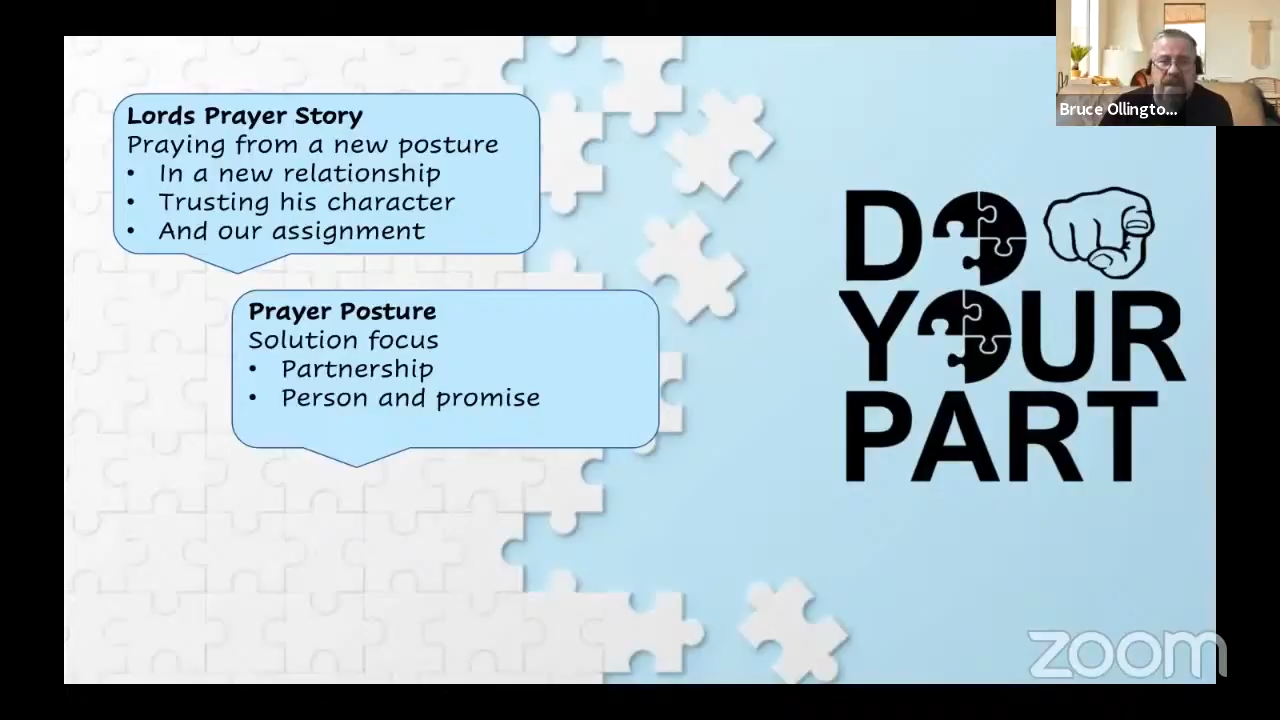 Lords Prayer Story
Praying from a new posture
• In a new relationship
• Trusting his character
• And our assignment
Prayer Posture
Solution focus
• Partnership
• Person and promise
DO
YOUR
PART
Bruce Ollingto...
zoom